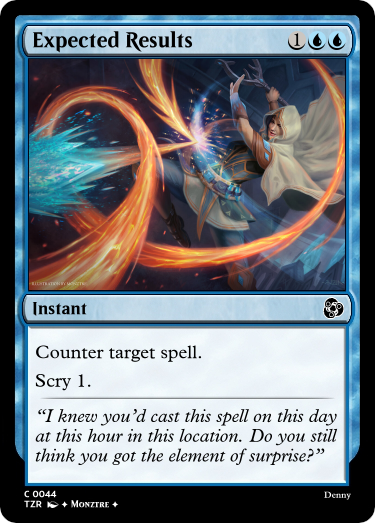 Expected Results 1
Instant
Counter target spell.
Scry 1.
“I knew you’d cast this spell on this day
at this hour in this location. Do you still
think you got the element of surprise?”
C 0044
TZR Monztre
Denny